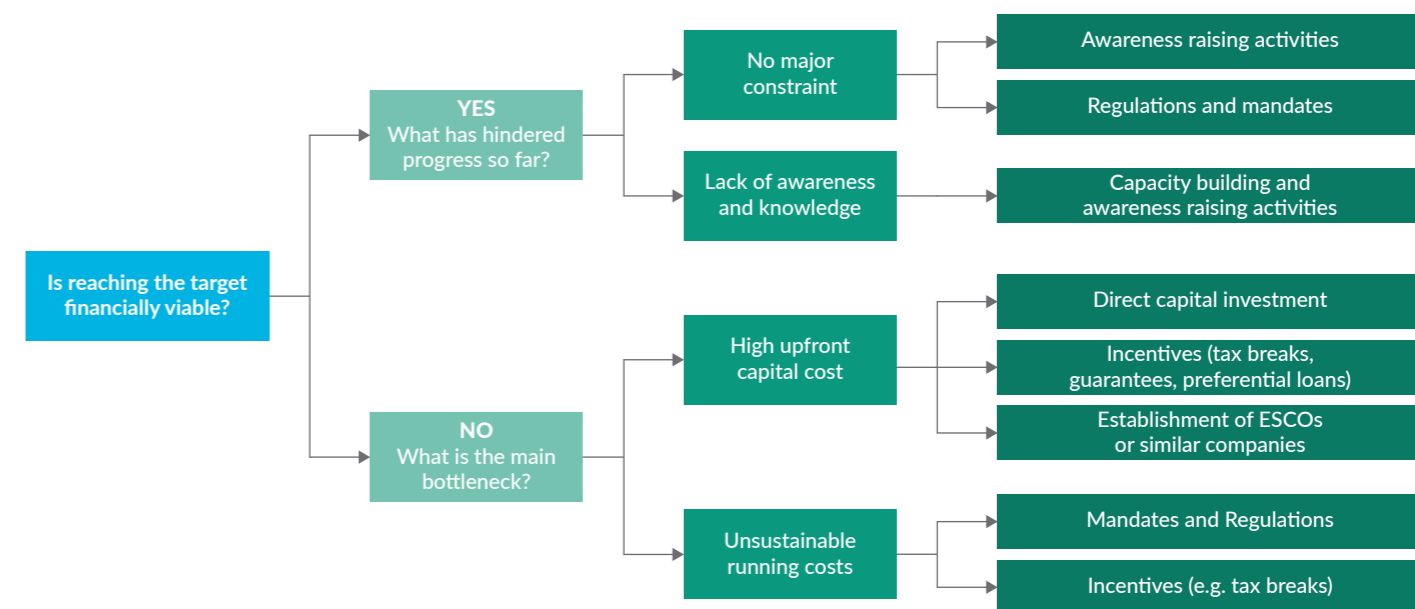 Is reaching the target
financially viable?
YES
What has hindered
progress so far?
No major
constraint
Awareness raising activities
Regulations and mandates
Lack of awareness
and knowledge
Capacity building and
awareness raising activities
NO
What is the main
bottleneck?
High upfront
capital cost
Direct capital investment
Incentives (tax breaks,
guarantees, preferential loans)
Establishment of ESCOs
or similar companies
Unsustainable
running costs
Mandates and Regulations
Incentives (e.g. tax breaks)